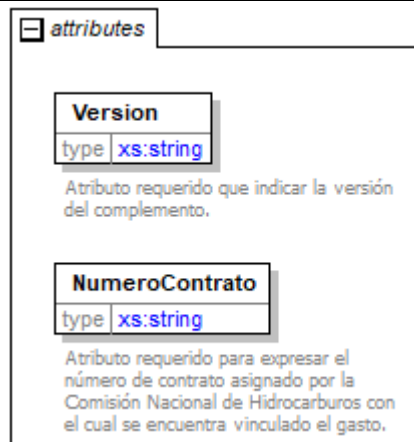 attributes
Version
type xs:string
Atributo requerido que indicar la versión
del complemento.
NumeroContrato
type xs:string
Atributo requerido para expresar el
número de contrato asignado por la
Comisión Nacional de Hidrocarburos con
el cual se encuentra vinculado el gasto.